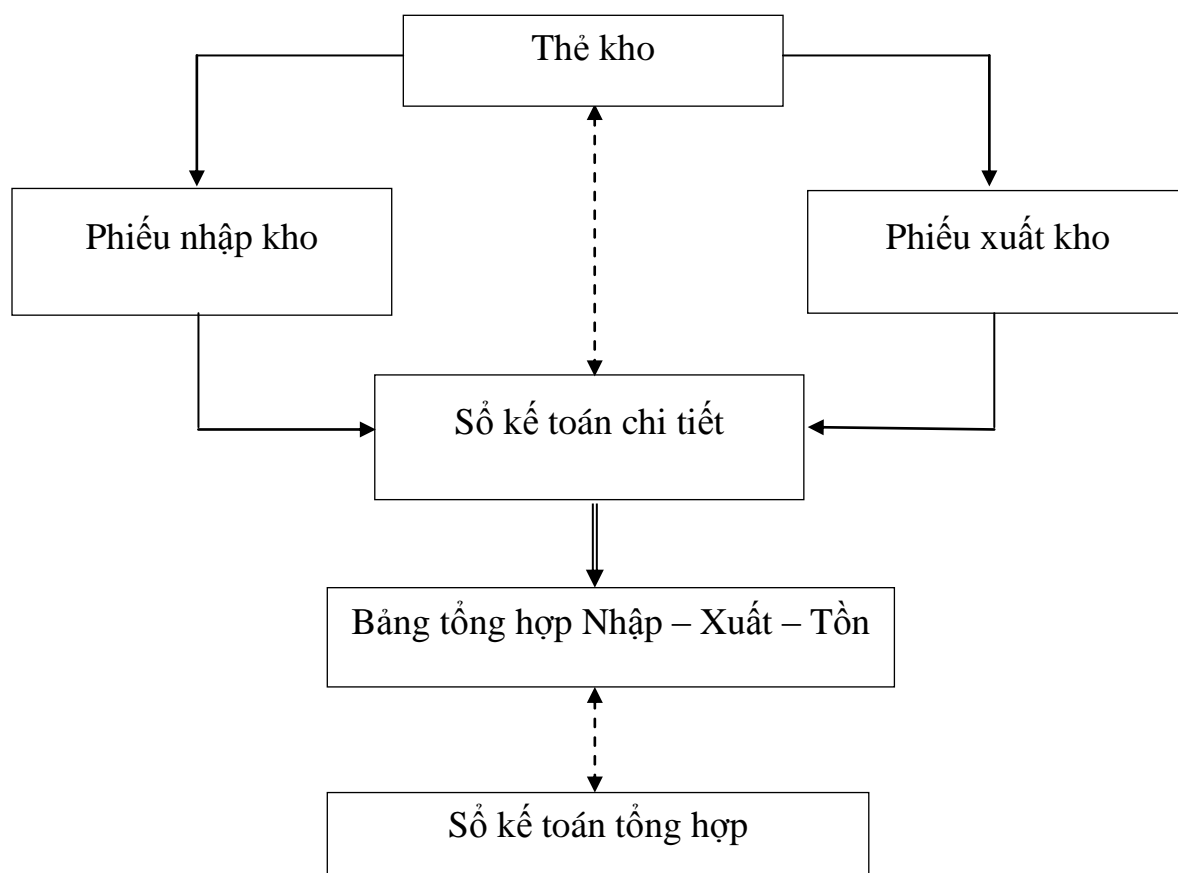 Thẻ kho
Phiếu nhập kho
Phiếu xuất kho
Sổ kế toán chi tiết
Bảng tổng hợp Nhập – Xuất – Tồn
Sổ kế toán tổng hợp